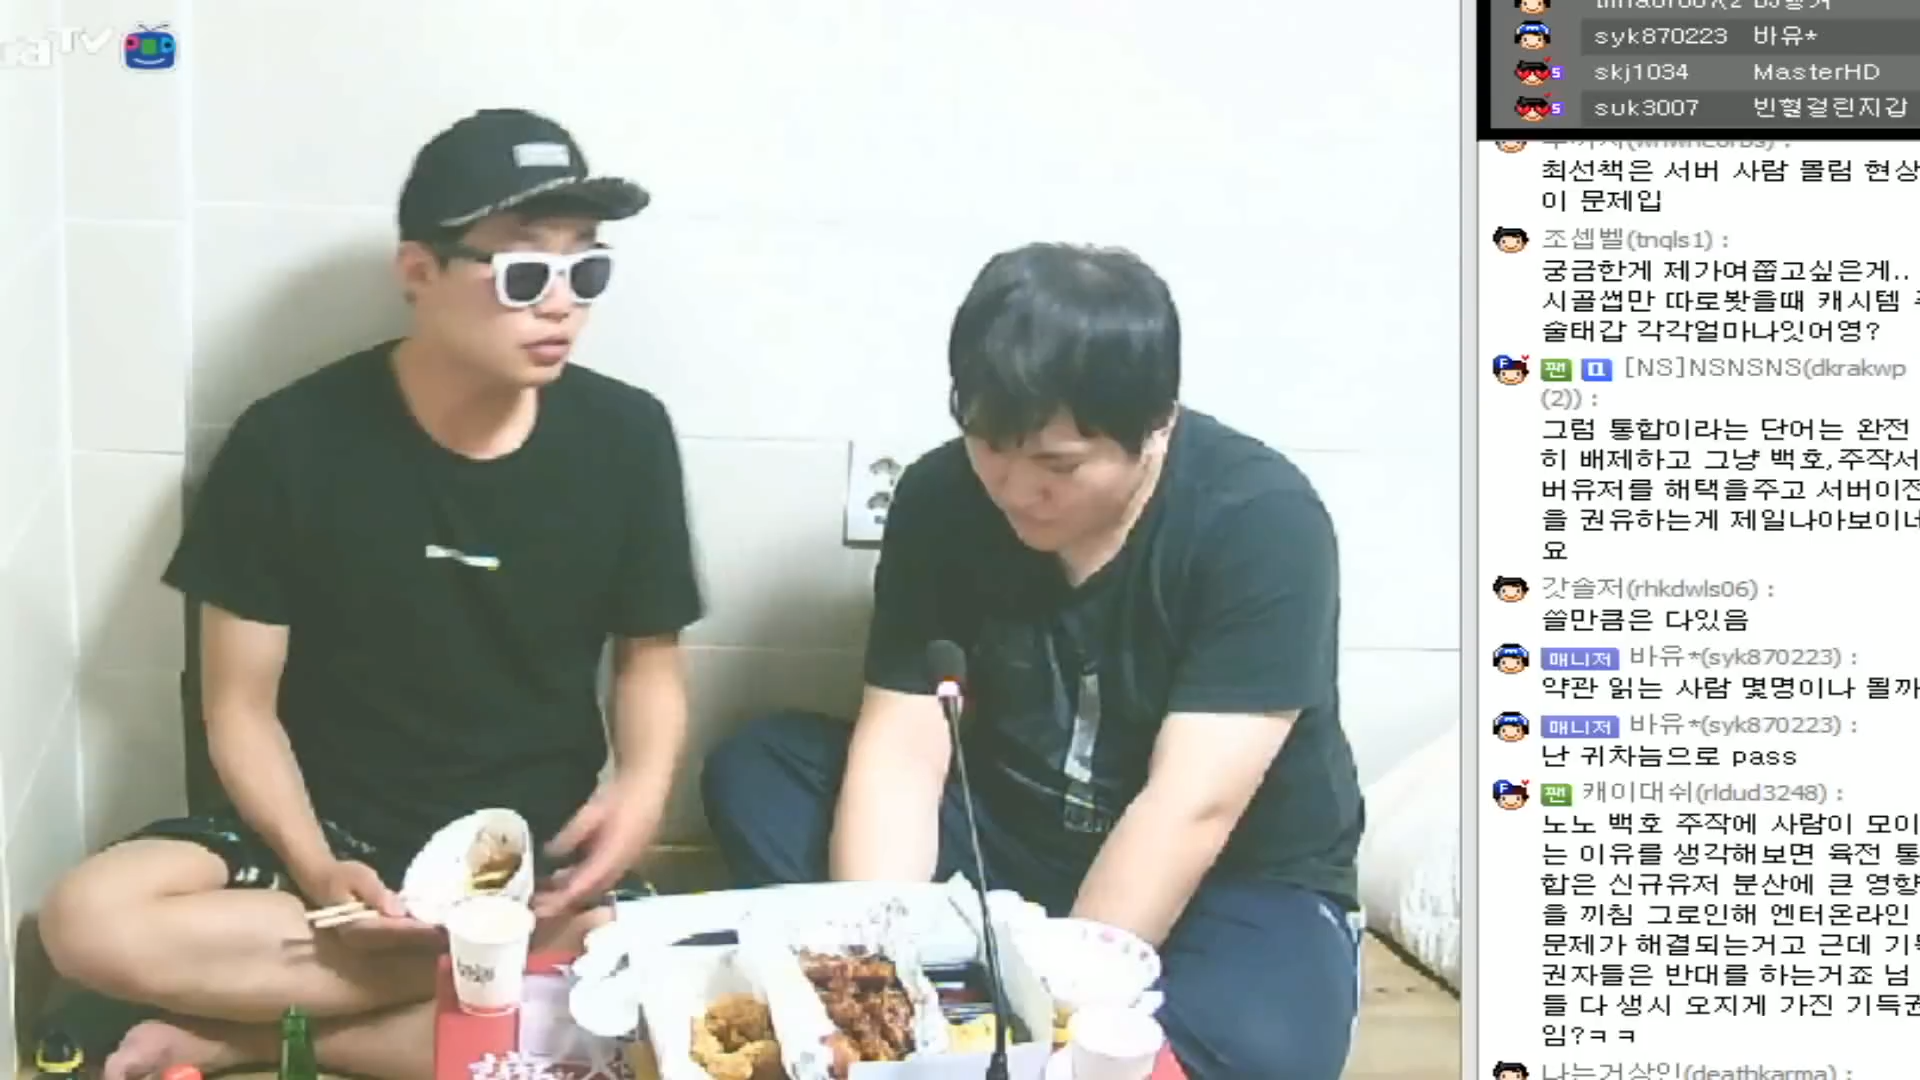 TV
syk870223 바유*
skj1034 MasterHD
suk3007 빈혈걸린지갑
최선책은 서버 사람 몰림 현상
이 문제입
조셉벨(tnqls1) :
궁금한게 제가여쭙고싶은게..
시골썹만 따로봣을때 캐시템
술태갑 각각얼마나잇어영?
팬 [NS]NSNSNS(dkrakwp
(2)) :
그럼 통합이라는 단어는 완전
히 배제하고 그냥 백호,주작서
버유저를 해택을주고 서버이전
을 권유하는게 제일나아보이네
요
갓솔저(rhkdwls06) :
쓸만큼은 다있음
매니저 바유*(syk870223) :
약관 읽는 사람 몇명이나 될까
매니저 바유*(syk870223) :
난 귀차늠으로 pass
팬 캐이대쉬(rldud3248) :
노노 백호 주작에 사람이 모이
는 이유를 생각해보면 육전 통
합은 신규유저 분산에 큰 영향
을 끼침 그로인해 엔터온라인
문제가 해결되는거고 근데 기득
권자들은 반대를 하는거죠 넘
들 다 생시 오지게 가진 기득권
임?ㅋㅋ
나는거상인(deathkarma) :